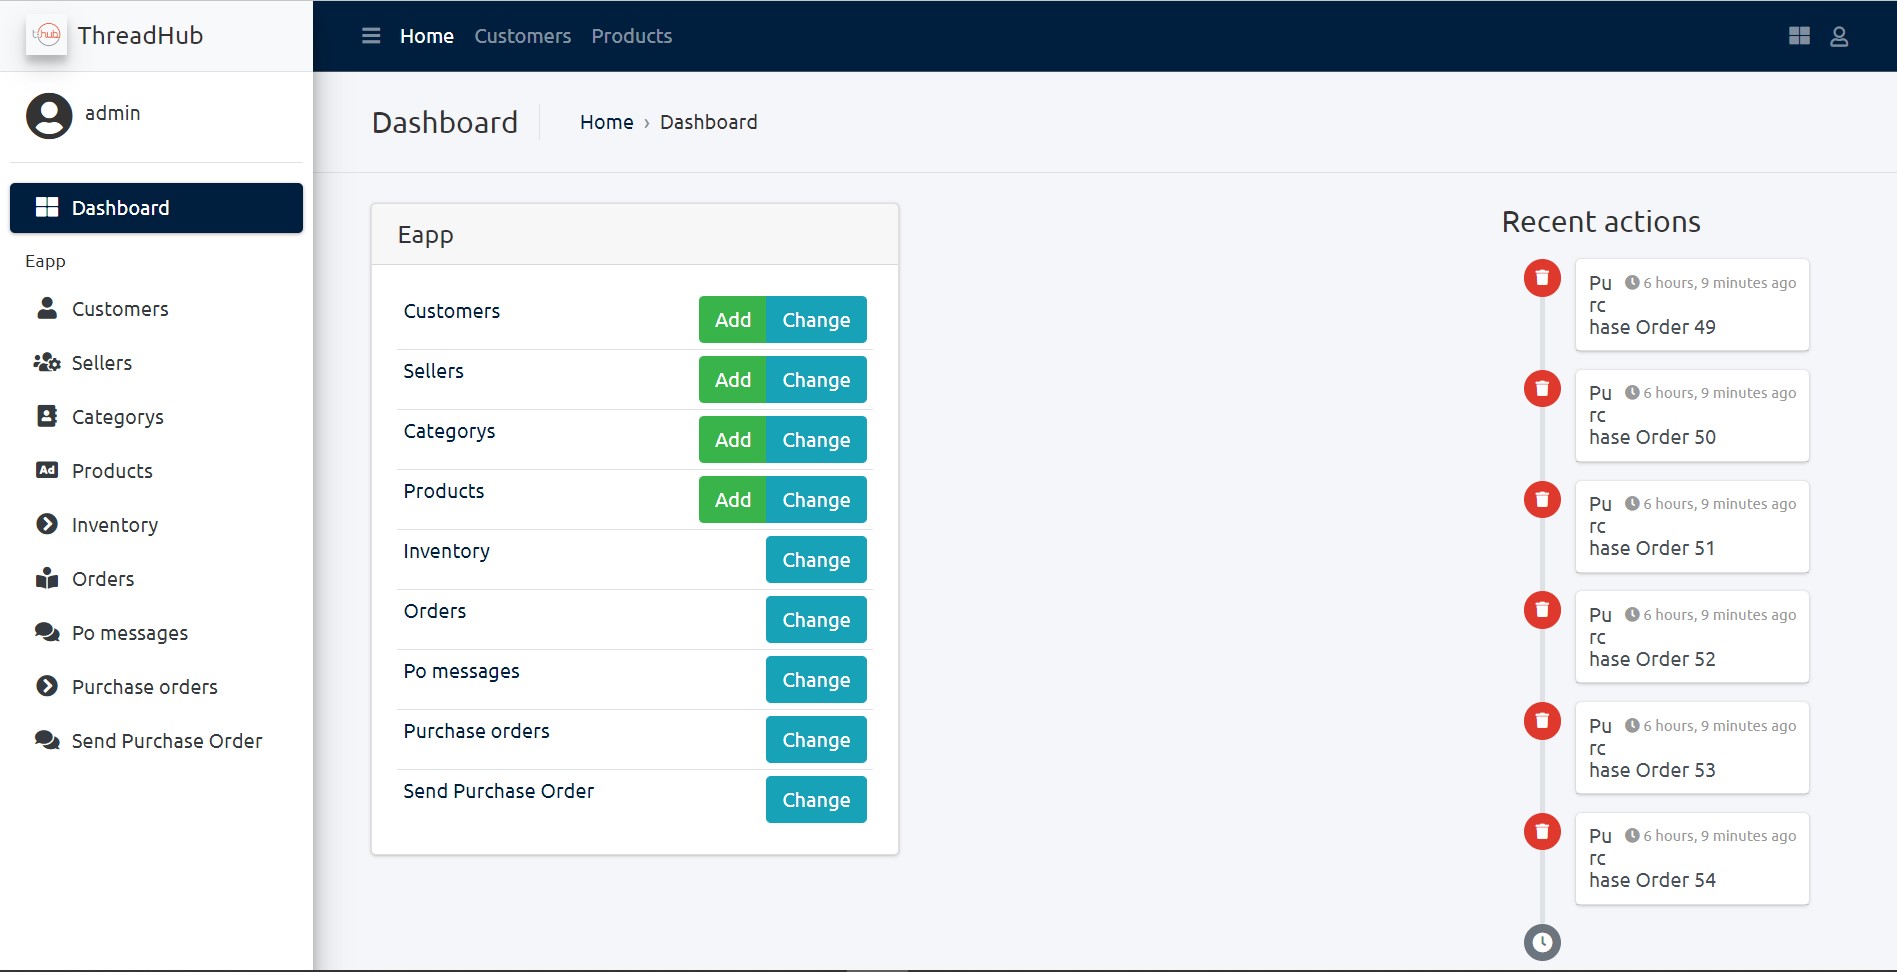 t-hub
ThreadHub
Home Customers Products
admin
Dashboard
Eapp
Customers
Sellers
Categorys
Ad
Products
Inventory
Orders
Po messages
Purchase orders
Send Purchase Order
Dashboard
Home › Dashboard
Eapp
Customers Add Change
Sellers Add Change
Categorys Add Change
Products Add Change
Inventory Change
Orders Change
Po messages Change
Purchase orders Change
Send Purchase Order Change
Recent actions
Pu 6 hours, 9 minutes ago
rc
hase Order 49
Pu 6 hours, 9 minutes ago
rc
hase Order 50
Pu 6 hours, 9 minutes ago
rc
hase Order 51
Pu 6 hours, 9 minutes ago
rc
hase Order 52
Pu 6 hours, 9 minutes ago
rc
hase Order 53
Pu 6 hours, 9 minutes ago
rc
hase Order 54